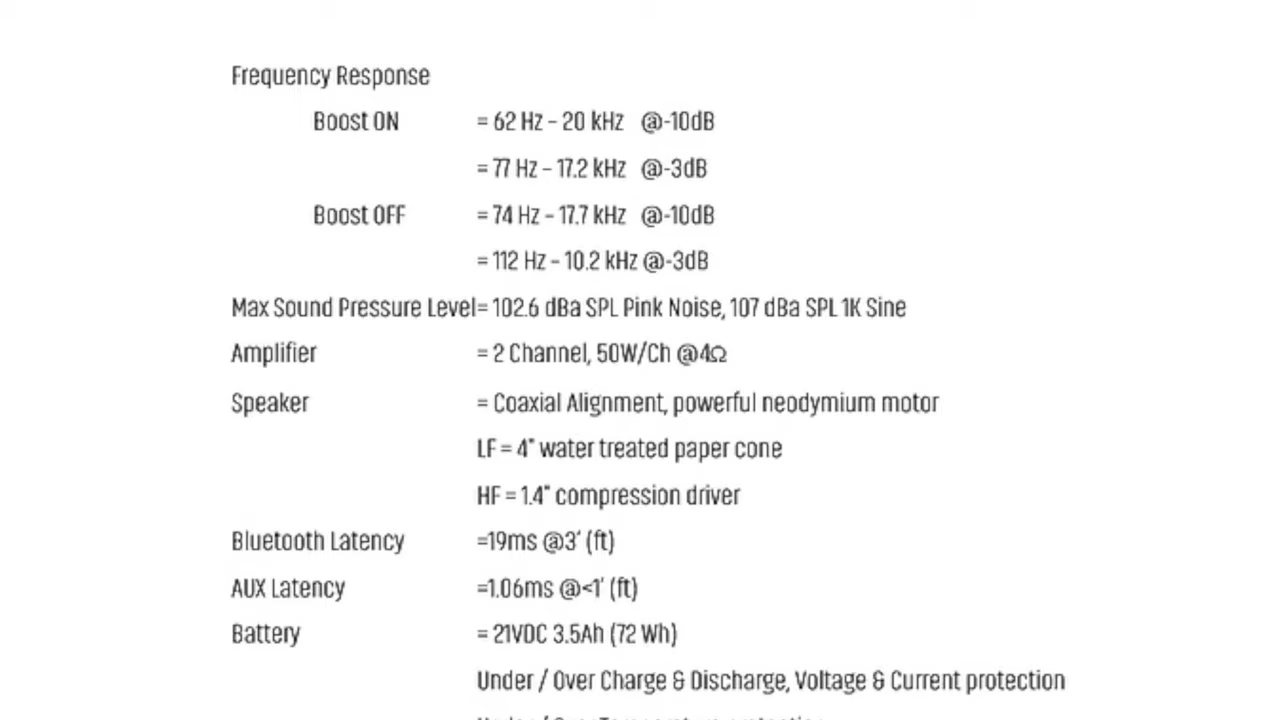 Frequency Response
Boost ON = 62 Hz – 20 kHz @-10dB
= 77 Hz – 17.2 kHz @-3dB
Boost OFF = 74 Hz – 17.7 kHz @-10dB
= 112 Hz – 10.2 kHz @-3dB
Max Sound Pressure Level= 102.6 dBa SPL Pink Noise, 107 dBa SPL 1K Sine
Amplifier = 2 Channel, 50W/Ch @4Ω
Speaker = Coaxial Alignment, powerful neodymium motor
LF = 4" water treated paper cone
HF = 1.4" compression driver
Bluetooth Latency =19ms @3' (ft)
AUX Latency =1.06ms @<1' (ft)
Battery = 21VDC 3.5Ah (72 Wh)
Under / Over Charge & Discharge, Voltage & Current protection